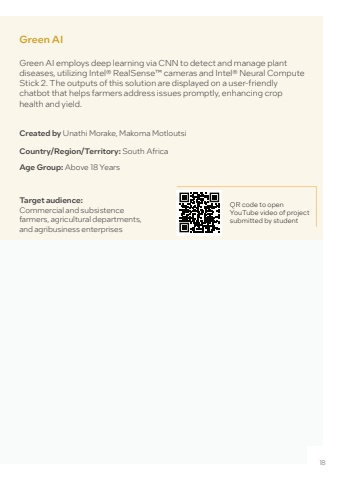 Green AI
Green AI employs deep learning via CNN to detect and manage plant
diseases, utilizing Intel® RealSense™ cameras and Intel® Neural Compute
Stick 2. The outputs of this solution are displayed on a user-friendly
chatbot that helps farmers address issues promptly, enhancing crop
health and yield.
Created by Unathi Morake, Makoma Motloutsi
Country/Region/Territory: South Africa
Age Group: Above 18 Years
Target audience:
Commercial and subsistence
farmers, agricultural departments,
and agribusiness enterprises
QR code to open
YouTube video of project
submitted by student
18